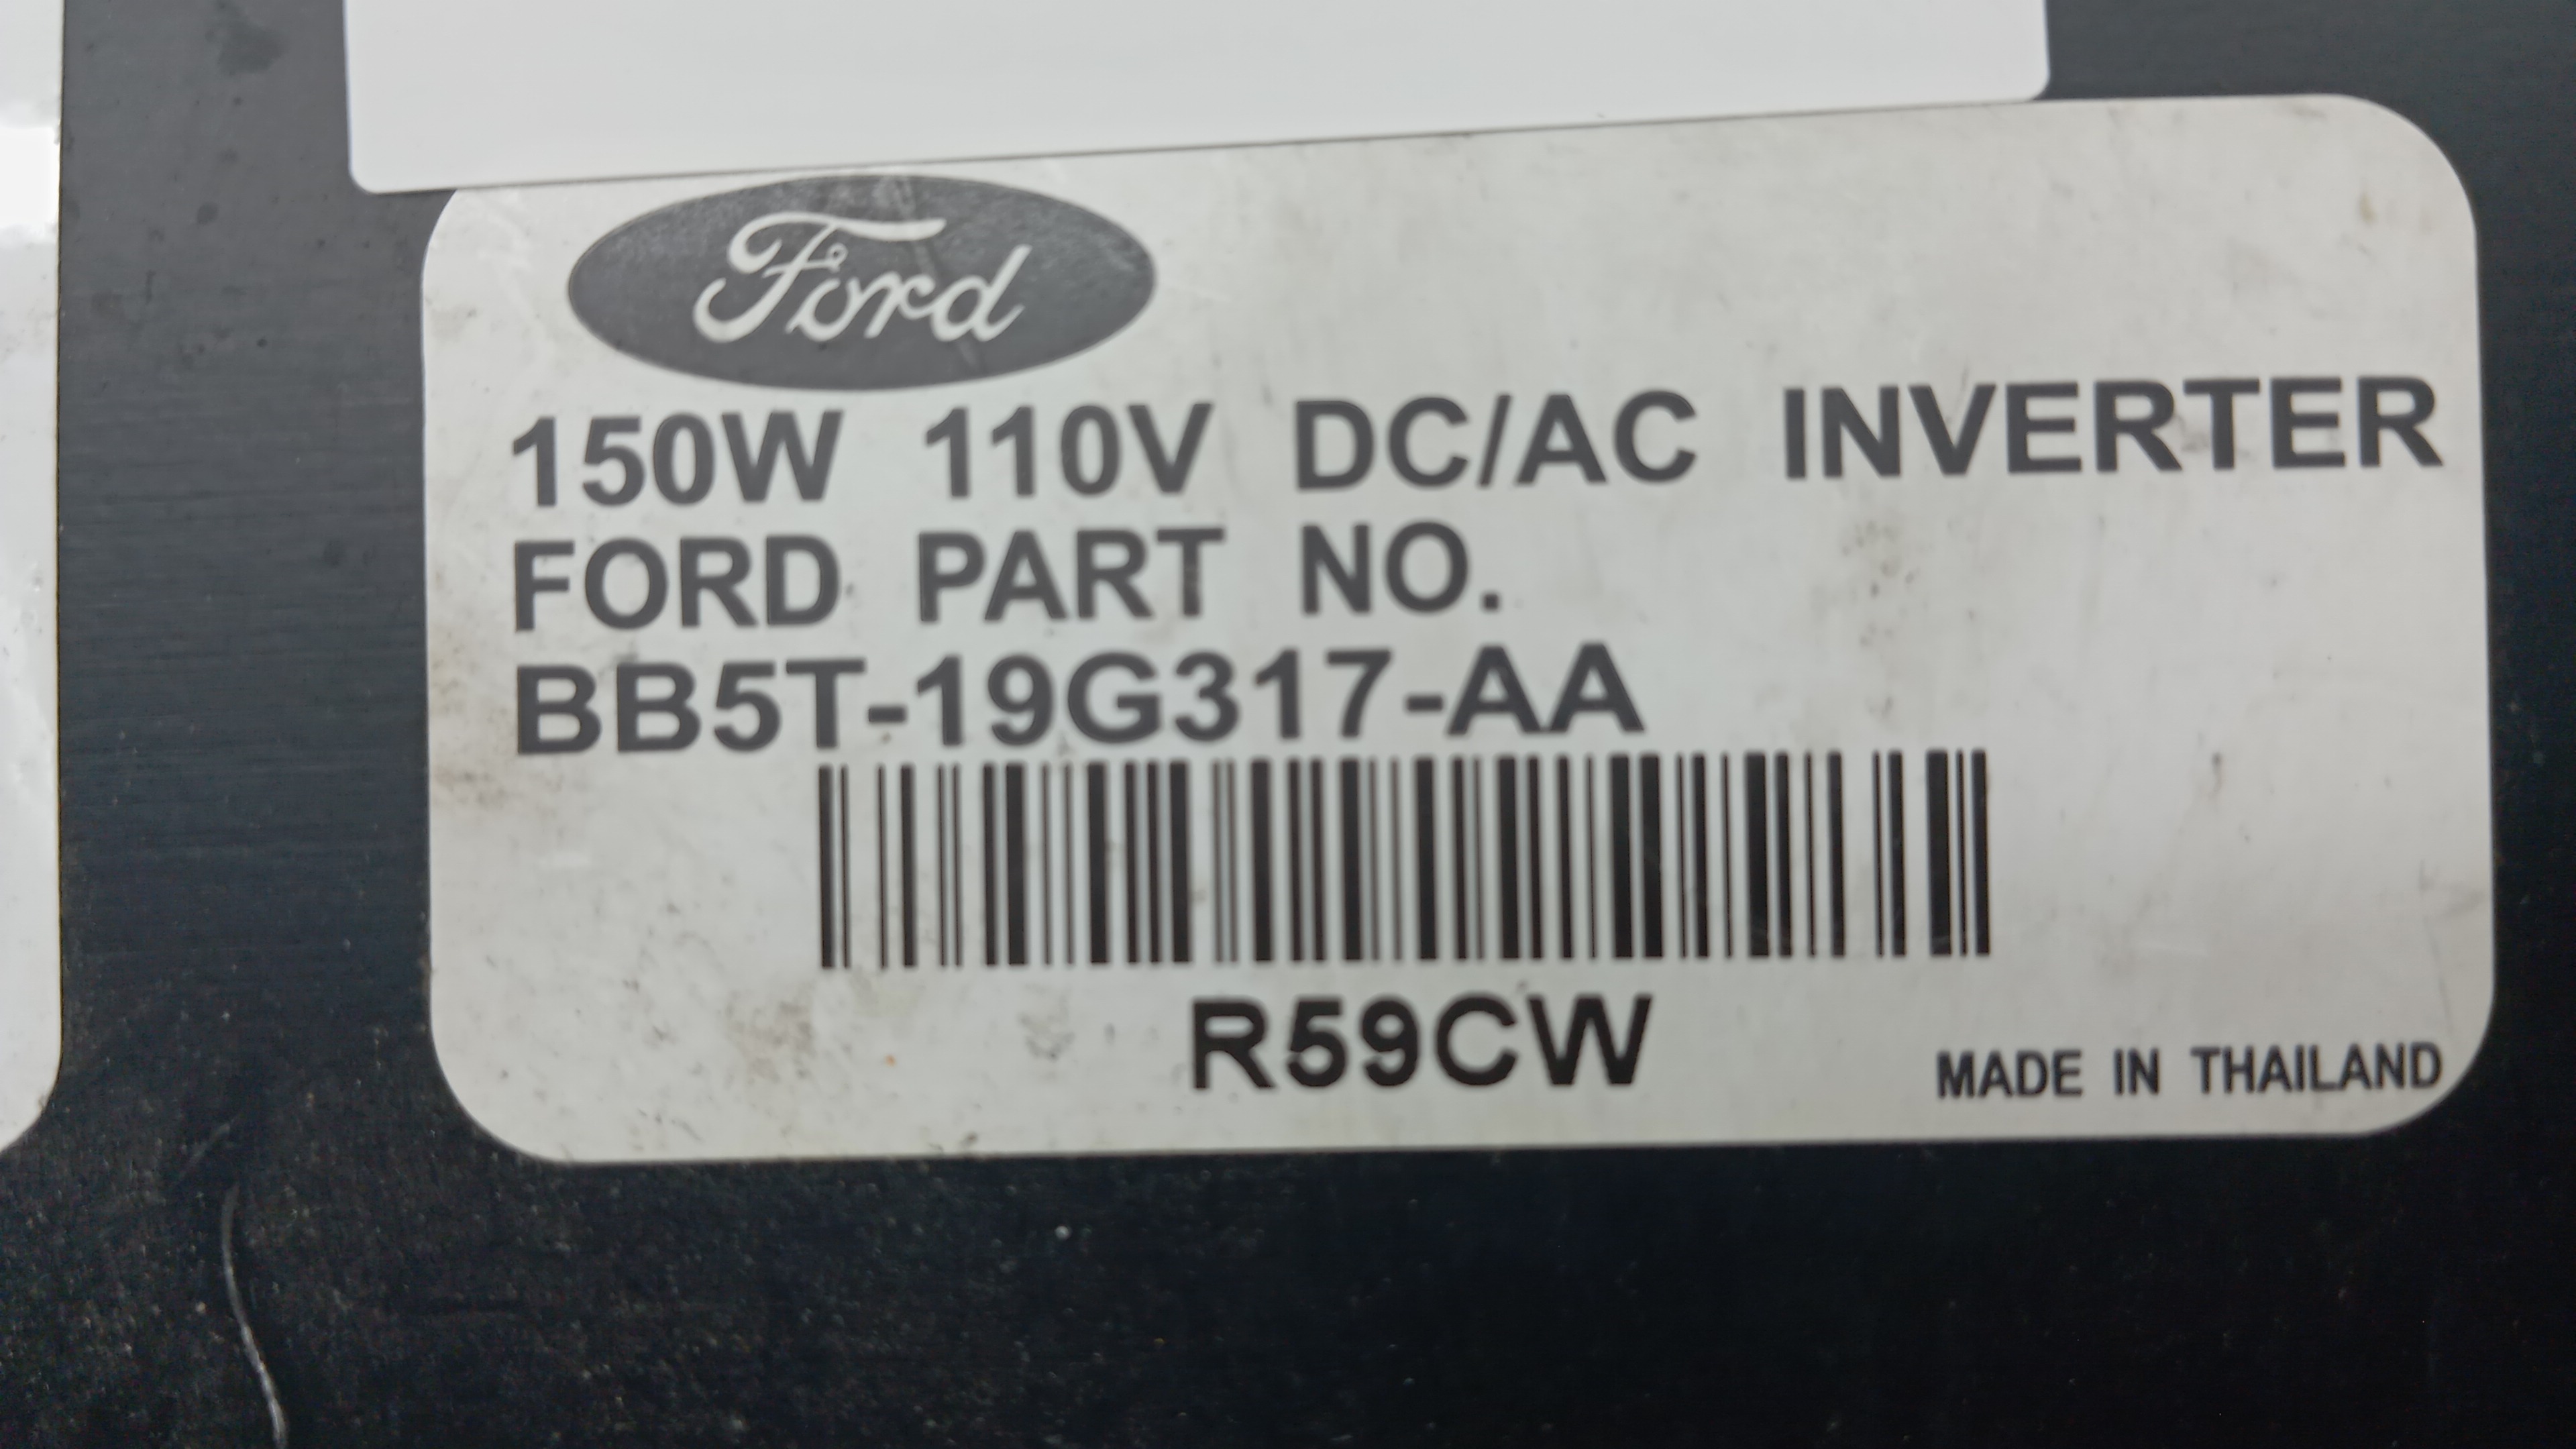 Ford
150W 110V DC/AC INVERTER
FORD PART NO.
BB5T-19G317-AA
R59CW
MADE IN THAILAND